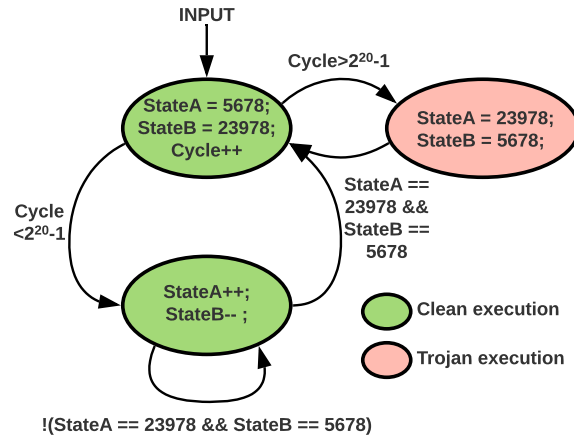 INPUT
Cycle>2²⁰-1
StateA = 5678;
StateB = 23978;
Cycle++
StateA = 23978;
StateB = 5678;
Cycle
<2²⁰-1
StateA ==
23978 &&
StateB ==
5678
StateA++;
StateB-- ;
Clean execution
Trojan execution
!(StateA == 23978 && StateB == 5678)